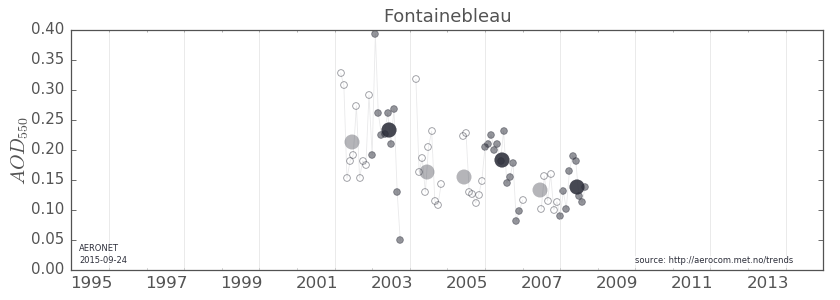 Fontainebleau
0.40
0.35
0.30
0.25
0.20
0.15
0.10
0.05
0.00
AOD550
AERONET
2015-09-24
source: http://aerocom.met.no/trends
1995 1997 1999 2001 2003 2005 2007 2009 2011 2013